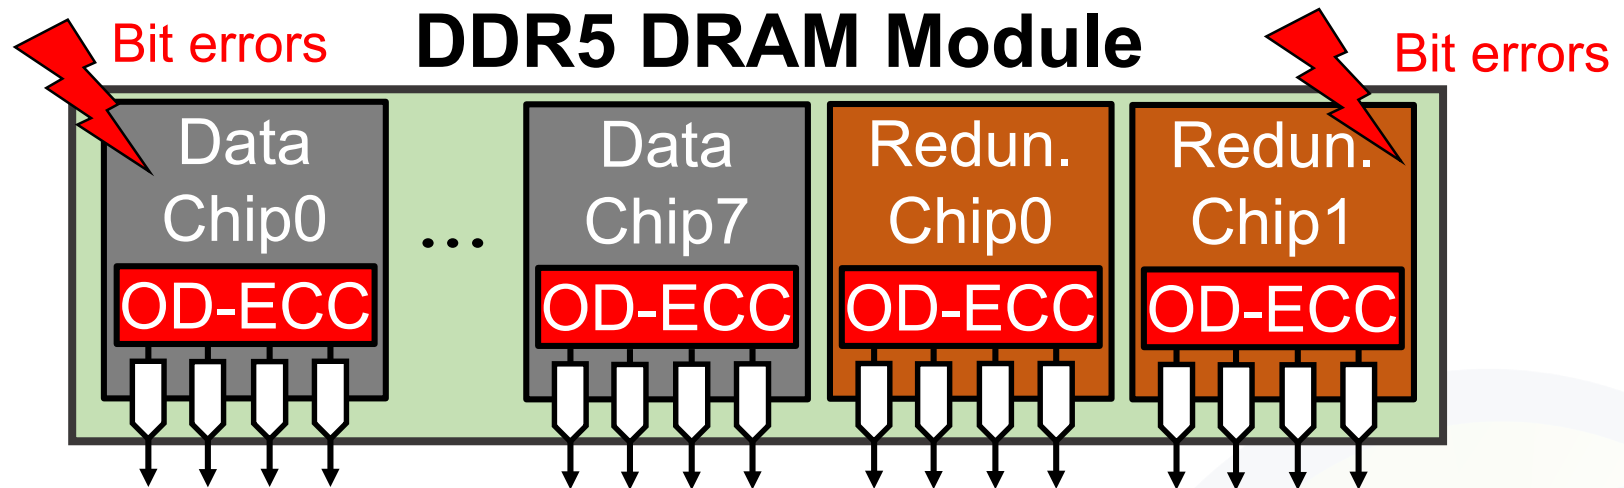 Bit errors
DDR5 DRAM Module
Bit errors
Data
Chip0
OD-ECC
...
Data
Chip7
OD-ECC
Redun.
Chip0
OD-ECC
Redun.
Chip1
OD-ECC